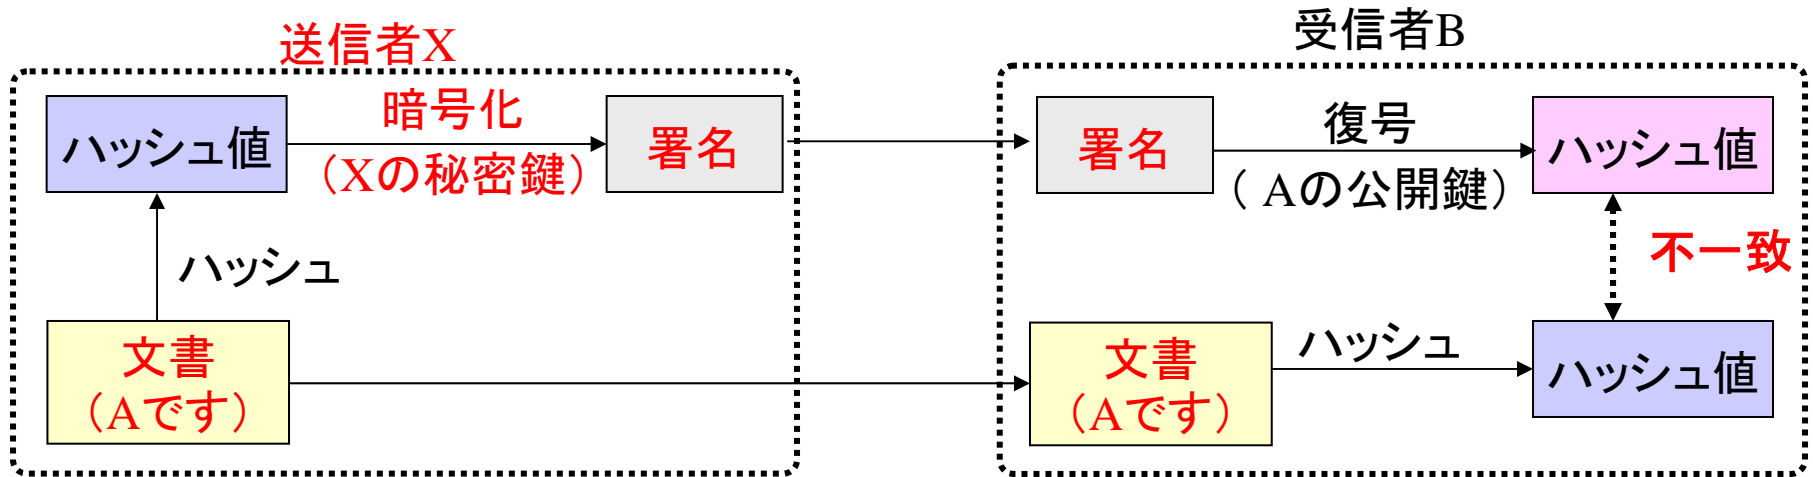 送信者X
受信者B
ハッシュ値
暗号化
（Xの秘密鍵）
署名
署名
復号
（ Aの公開鍵）
ハッシュ値
ハッシュ
不一致
文書
（Aです）
文書
（Aです）
ハッシュ
ハッシュ値